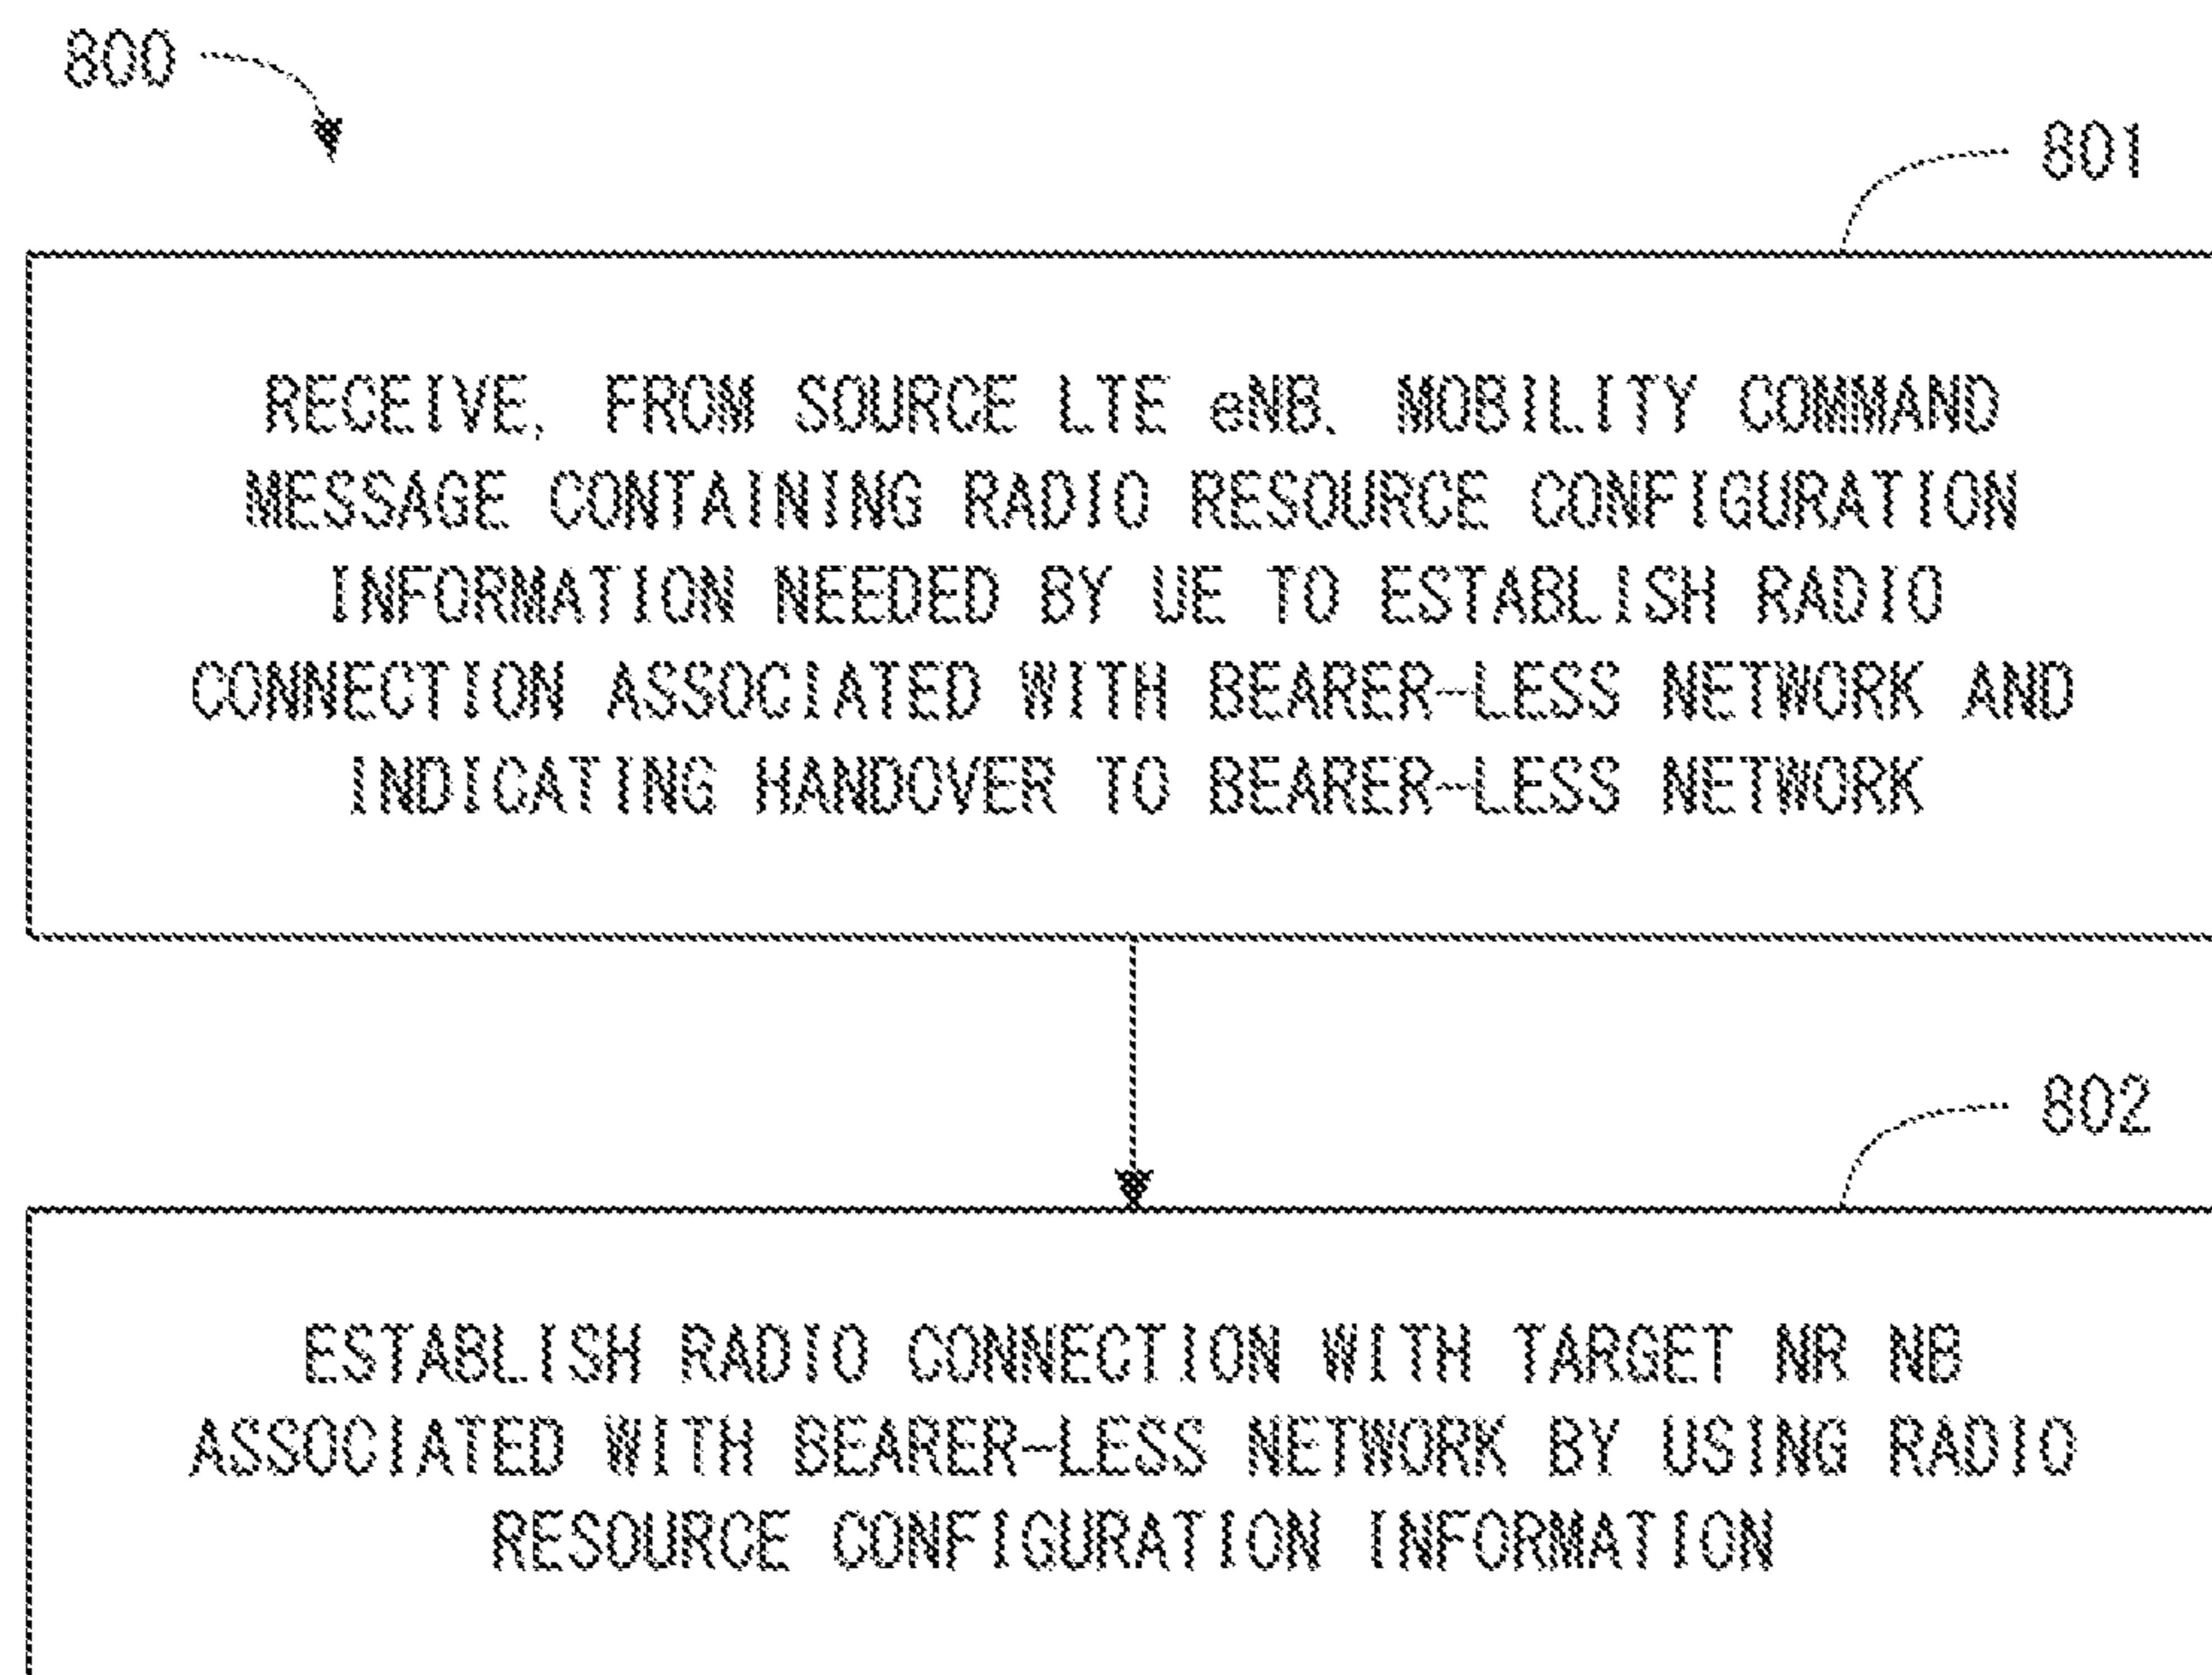 800
801
RECEIVE, FROM SOURCE LTE eNB, MOBILITY COMMAND
MESSAGE CONTAINING RADIO RESOURCE CONFIGURATION
INFORMATION NEEDED BY UE TO ESTABLISH RADIO
CONNECTION ASSOCIATED WITH BEARER-LESS NETWORK AND
INDICATING HANDOVER TO BEARER-LESS NETWORK
802
ESTABLISH RADIO CONNECTION WITH TARGET NR NB
ASSOCIATED WITH BEARER-LESS NETWORK BY USING RADIO
RESOURCE CONFIGURATION INFORMATION